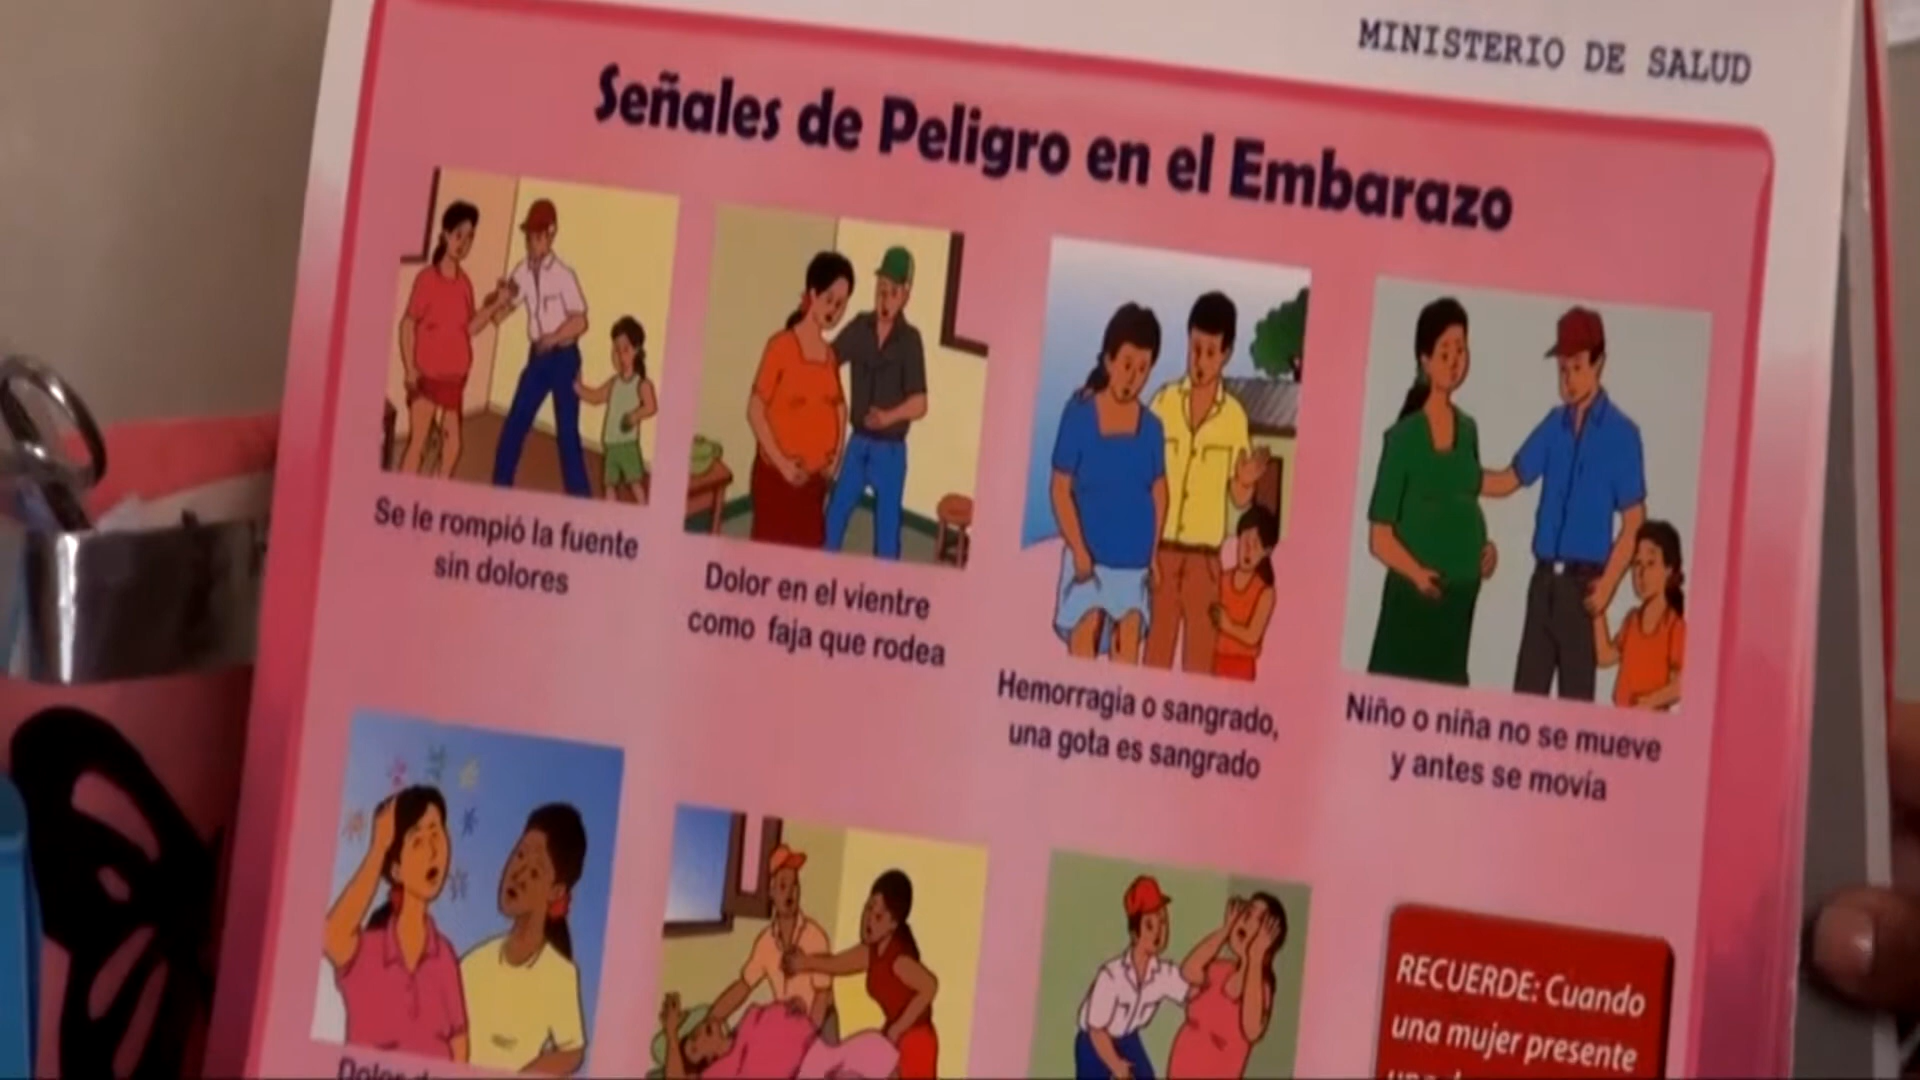 MINISTERIO DE SALUD
Señales de Peligro en el Embarazo
Se le rompió la fuente
sin dolores
Dolor en el vientre
como faja que rodea
Hemorragia o sangrado,
una gota es sangrado
Niño o niña no se mueve
y antes se movía
Dolor
RECUERDE: Cuando
una mujer presente